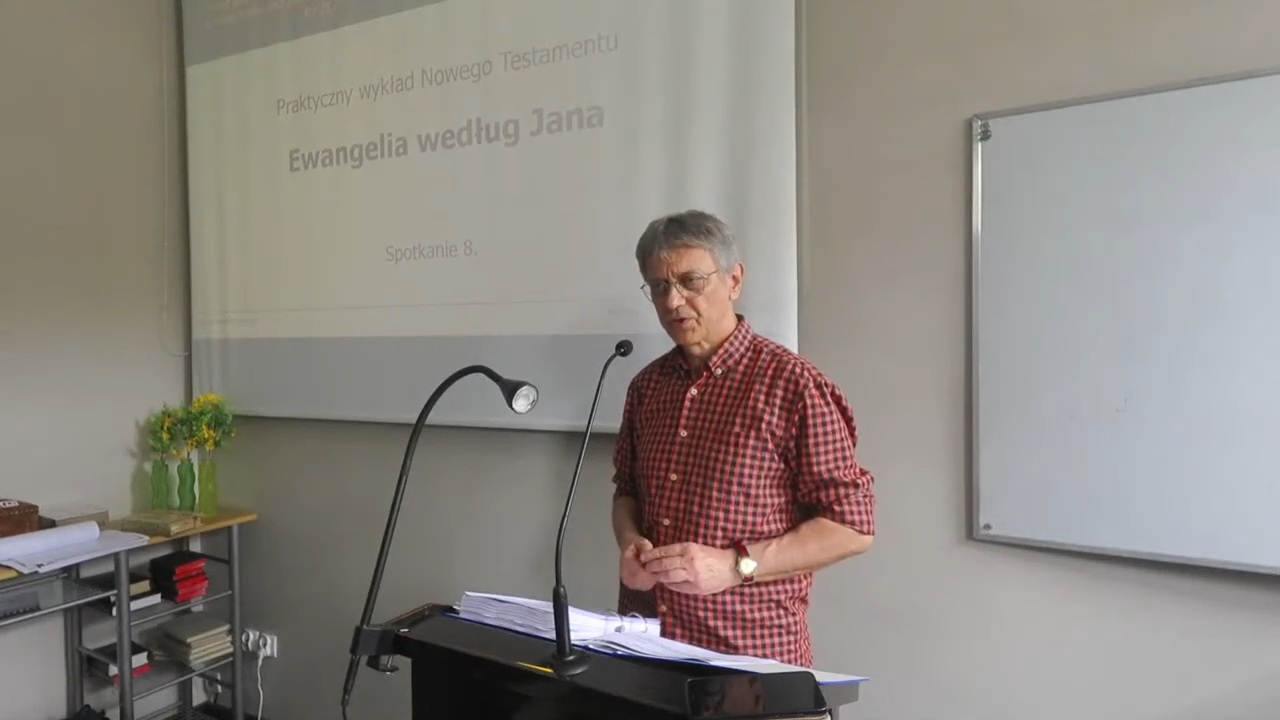 Praktyczny wykład Nowego Testamentu
Ewangelia według Jana
Spotkanie 8.